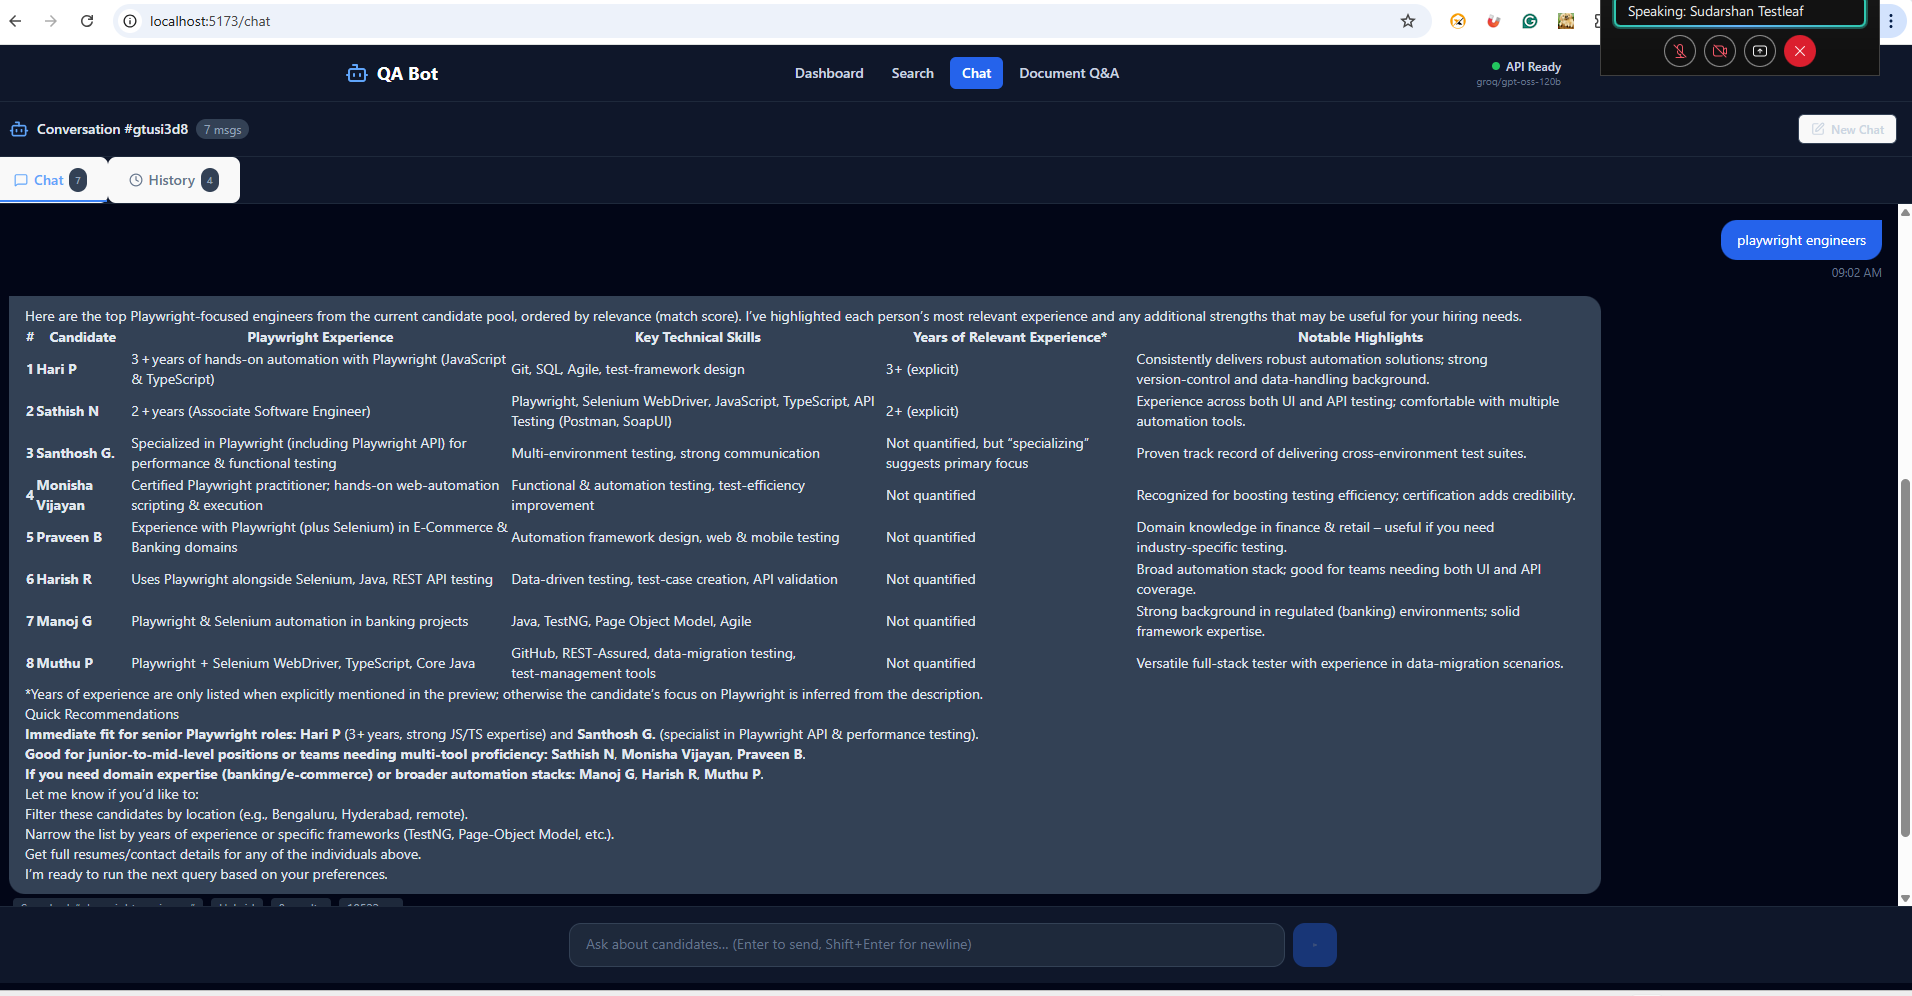 localhost:5173/chat
Speaking: Sudarshan Testleaf
QA Bot
Dashboard
Search
Chat
Document Q&A
API Ready
groq/gpt-oss-120b
Conversation #gtusi3d8
7 msgs
New Chat
Chat 7
History 4
playwright engineers
09:02 AM
Here are the top Playwright-focused engineers from the current candidate pool, ordered by relevance (match score). I’ve highlighted each person’s most relevant experience and any additional strengths that may be useful for your hiring needs.
# Candidate Playwright Experience Key Technical Skills Years of Relevant Experience* Notable Highlights
1 Hari P 3 + years of hands-on automation with Playwright (JavaScript & TypeScript) Git, SQL, Agile, test-framework design 3+ (explicit) Consistently delivers robust automation solutions; strong version-control and data-handling background.
2 Sathish N 2 + years (Associate Software Engineer) Playwright, Selenium WebDriver, JavaScript, TypeScript, API Testing (Postman, SoapUI) 2+ (explicit) Experience across both UI and API testing; comfortable with multiple automation tools.
3 Santhosh G. Specialized in Playwright (including Playwright API) for performance & functional testing Multi-environment testing, strong communication Not quantified, but “specializing” suggests primary focus Proven track record of delivering cross-environment test suites.
4 Monisha Vijayan Certified Playwright practitioner; hands-on web-automation scripting & execution Functional & automation testing, test-efficiency improvement Not quantified Recognized for boosting testing efficiency; certification adds credibility.
5 Praveen B Experience with Playwright (plus Selenium) in E-Commerce & Banking domains Automation framework design, web & mobile testing Not quantified Domain knowledge in finance & retail – useful if you need industry-specific testing.
6 Harish R Uses Playwright alongside Selenium, Java, REST API testing Data-driven testing, test-case creation, API validation Not quantified Broad automation stack; good for teams needing both UI and API coverage.
7 Manoj G Playwright & Selenium automation in banking projects Java, TestNG, Page Object Model, Agile Not quantified Strong background in regulated (banking) environments; solid framework expertise.
8 Muthu P Playwright + Selenium WebDriver, TypeScript, Core Java GitHub, REST-Assured, data-migration testing, test-management tools Not quantified Versatile full-stack tester with experience in data-migration scenarios.
*Years of experience are only listed when explicitly mentioned in the preview; otherwise the candidate’s focus on Playwright is inferred from the description.
Quick Recommendations
Immediate fit for senior Playwright roles: Hari P (3+ years, strong JS/TS expertise) and Santhosh G. (specialist in Playwright API & performance testing).
Good for junior-to-mid-level positions or teams needing multi-tool proficiency: Sathish N, Monisha Vijayan, Praveen B.
If you need domain expertise (banking/e-commerce) or broader automation stacks: Manoj G, Harish R, Muthu P.
Let me know if you’d like to:
Filter these candidates by location (e.g., Bengaluru, Hyderabad, remote).
Narrow the list by years of experience or specific frameworks (TestNG, Page-Object Model, etc.).
Get full resumes/contact details for any of the individuals above.
I’m ready to run the next query based on your preferences.
Ask about candidates... (Enter to send, Shift+Enter for newline)